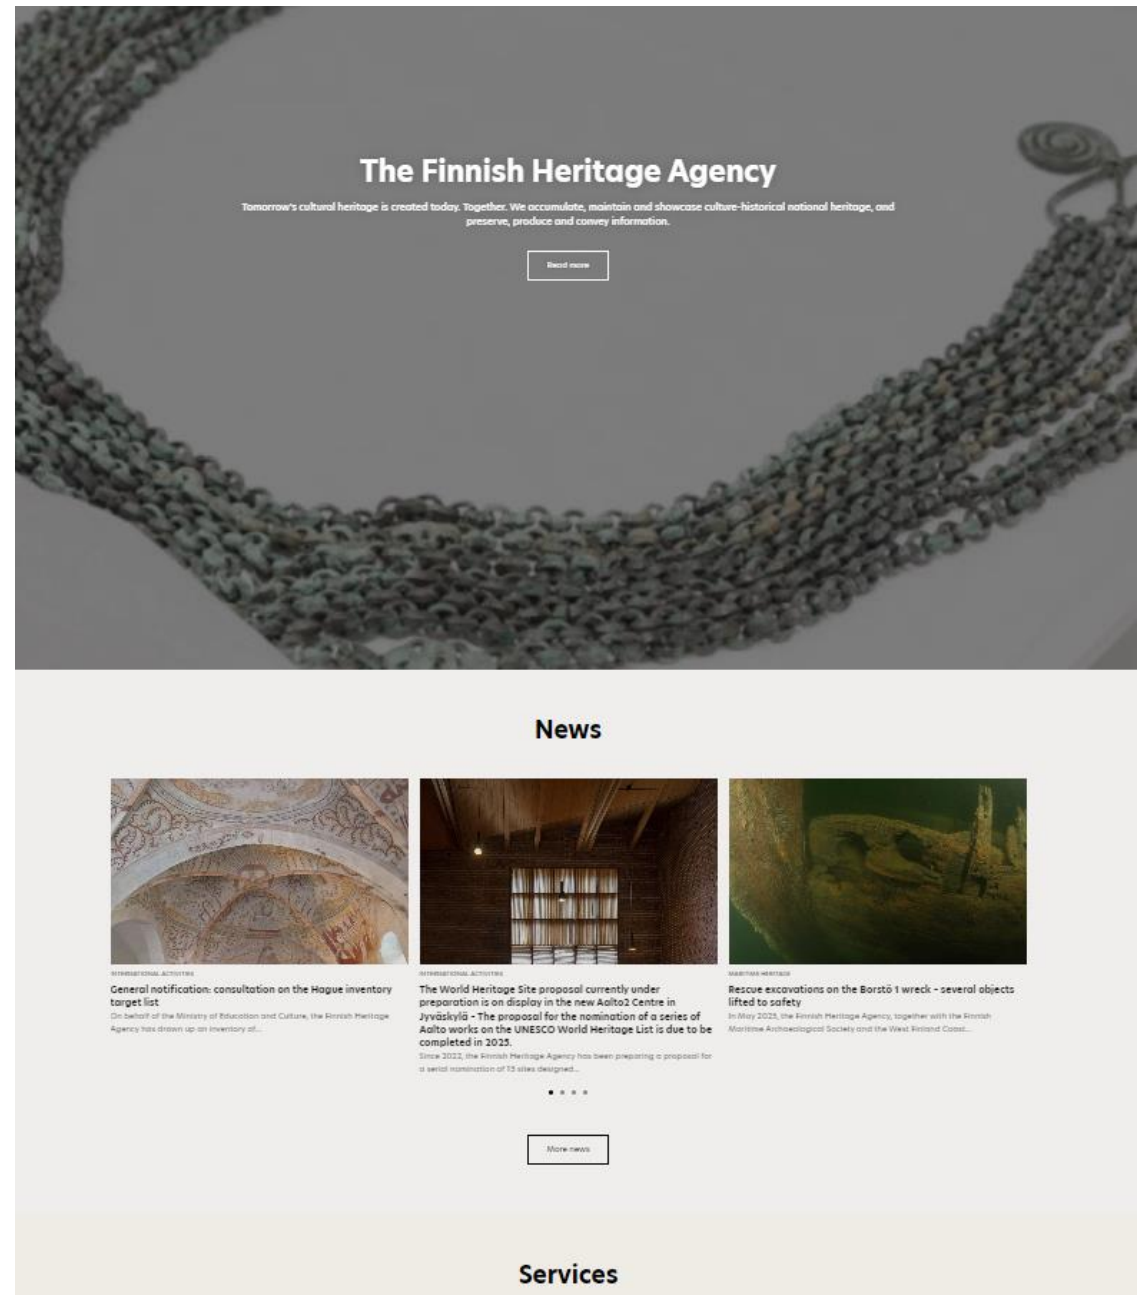 The Finnish Heritage Agency
Tomorrow's cultural heritage is created today. Together. We accumulate, maintain and showcase culture-historical national heritage, and
preserve, produce and convey information.
Read more
News
INTERNATIONAL ACTIVITIES
General notification: consultation on the Hague inventory
target list
On behalf of the Ministry of Education and Culture, the Finnish Heritage
Agency has drawn up an inventory of...
INTERNATIONAL ACTIVITIES
The World Heritage Site proposal currently under
preparation is on display in the new Aalto2 Centre in
Jyväskylä - The proposal for the nomination of a series of
Aalto works on the UNESCO World Heritage List is due to be
completed in 2025.
Since 2022, the Finnish Heritage Agency has been preparing a proposal for
a serial nomination of 13 sites designed...
MARITIME HERITAGE
Rescue excavations on the Borstö 1 wreck - several objects
lifted to safety
In May 2025, the Finnish Heritage Agency, together with the Finnish
Maritime Archaeological Society and the West Finland Coast...
More news
Services